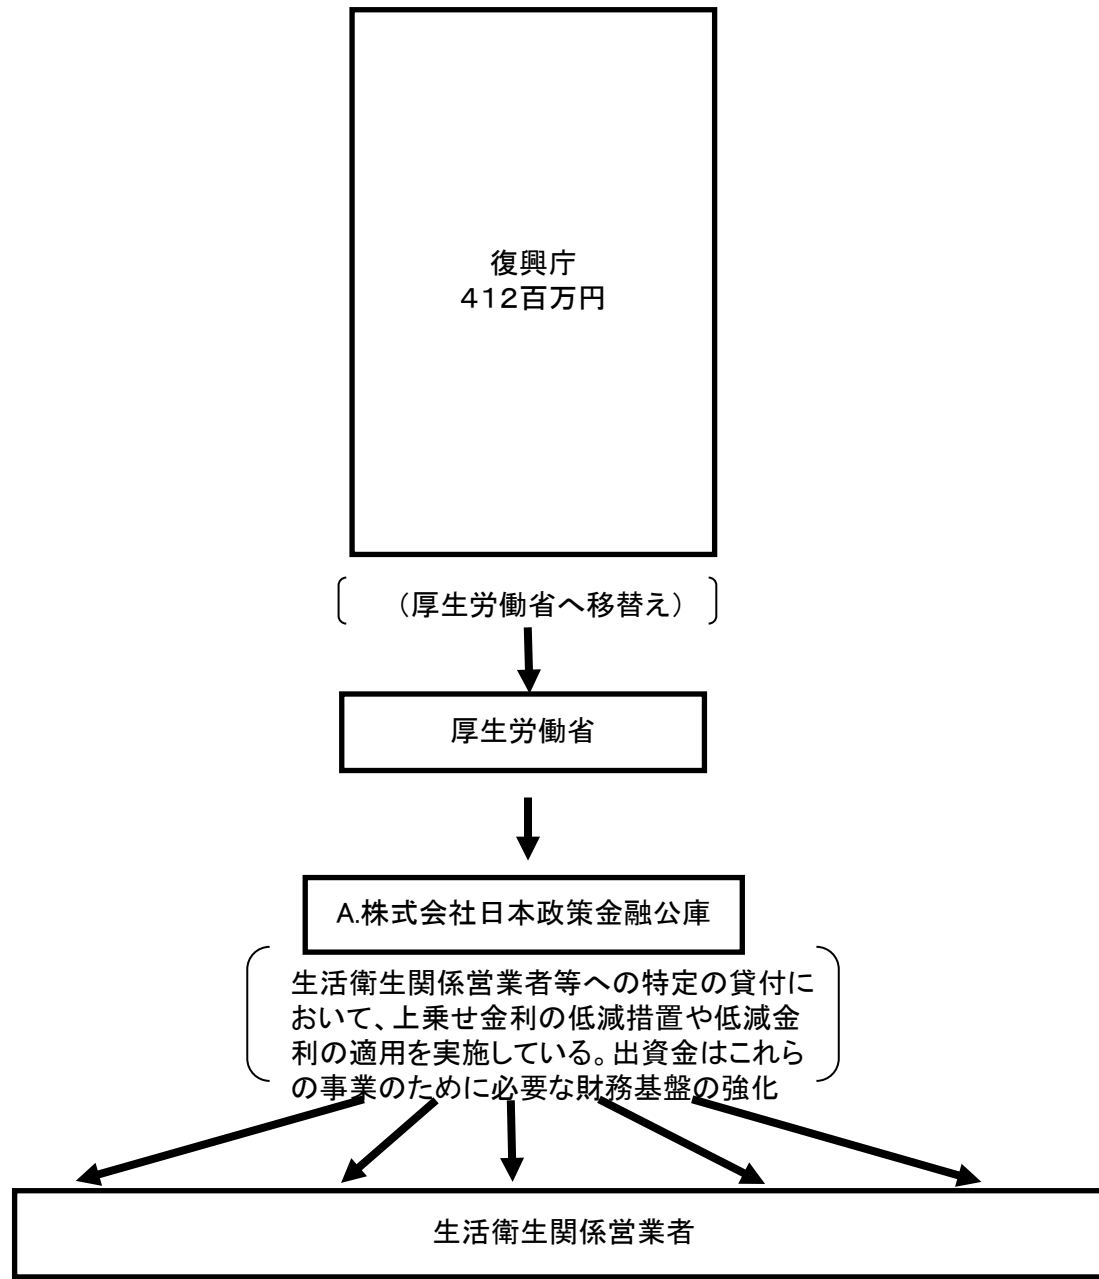 復興庁
412百万円
（厚生労働省へ移替え）
厚生労働省
A.株式会社日本政策金融公庫
生活衛生関係営業者等への特定の貸付に
おいて、上乗せ金利の低減措置や低減金
利の適用を実施している。出資金はこれら
の事業のために必要な財務基盤の強化
生活衛生関係営業者